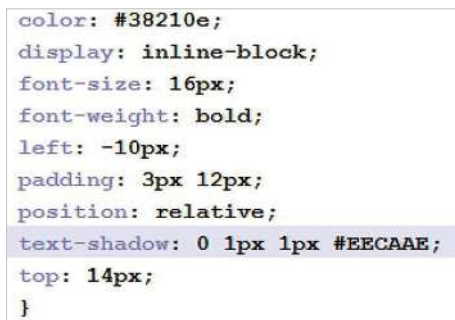 color: #38210e;
display: inline-block;
font-size: 16px;
font-weight: bold;
left: -10px;
padding: 3px 12px;
position: relative;
text-shadow: 0 1px 1px #EECAAE;
top: 14px;
}